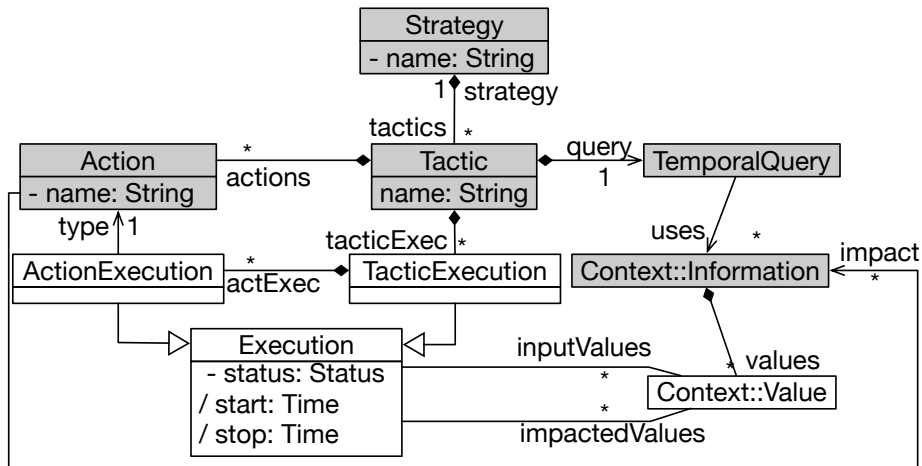 Strategy
- name: String
1
strategy
tactics
*
Action
- name: String
*
actions
Tactic
name: String
query
1
TemporalQuery
type
1
tacticExec
*
uses
*
impact
*
ActionExecution
*
actExec
TacticExecution
Context::Information
Execution
- status: Status
/ start: Time
/ stop: Time
inputValues
*
*
impactedValues
*
values
Context::Value